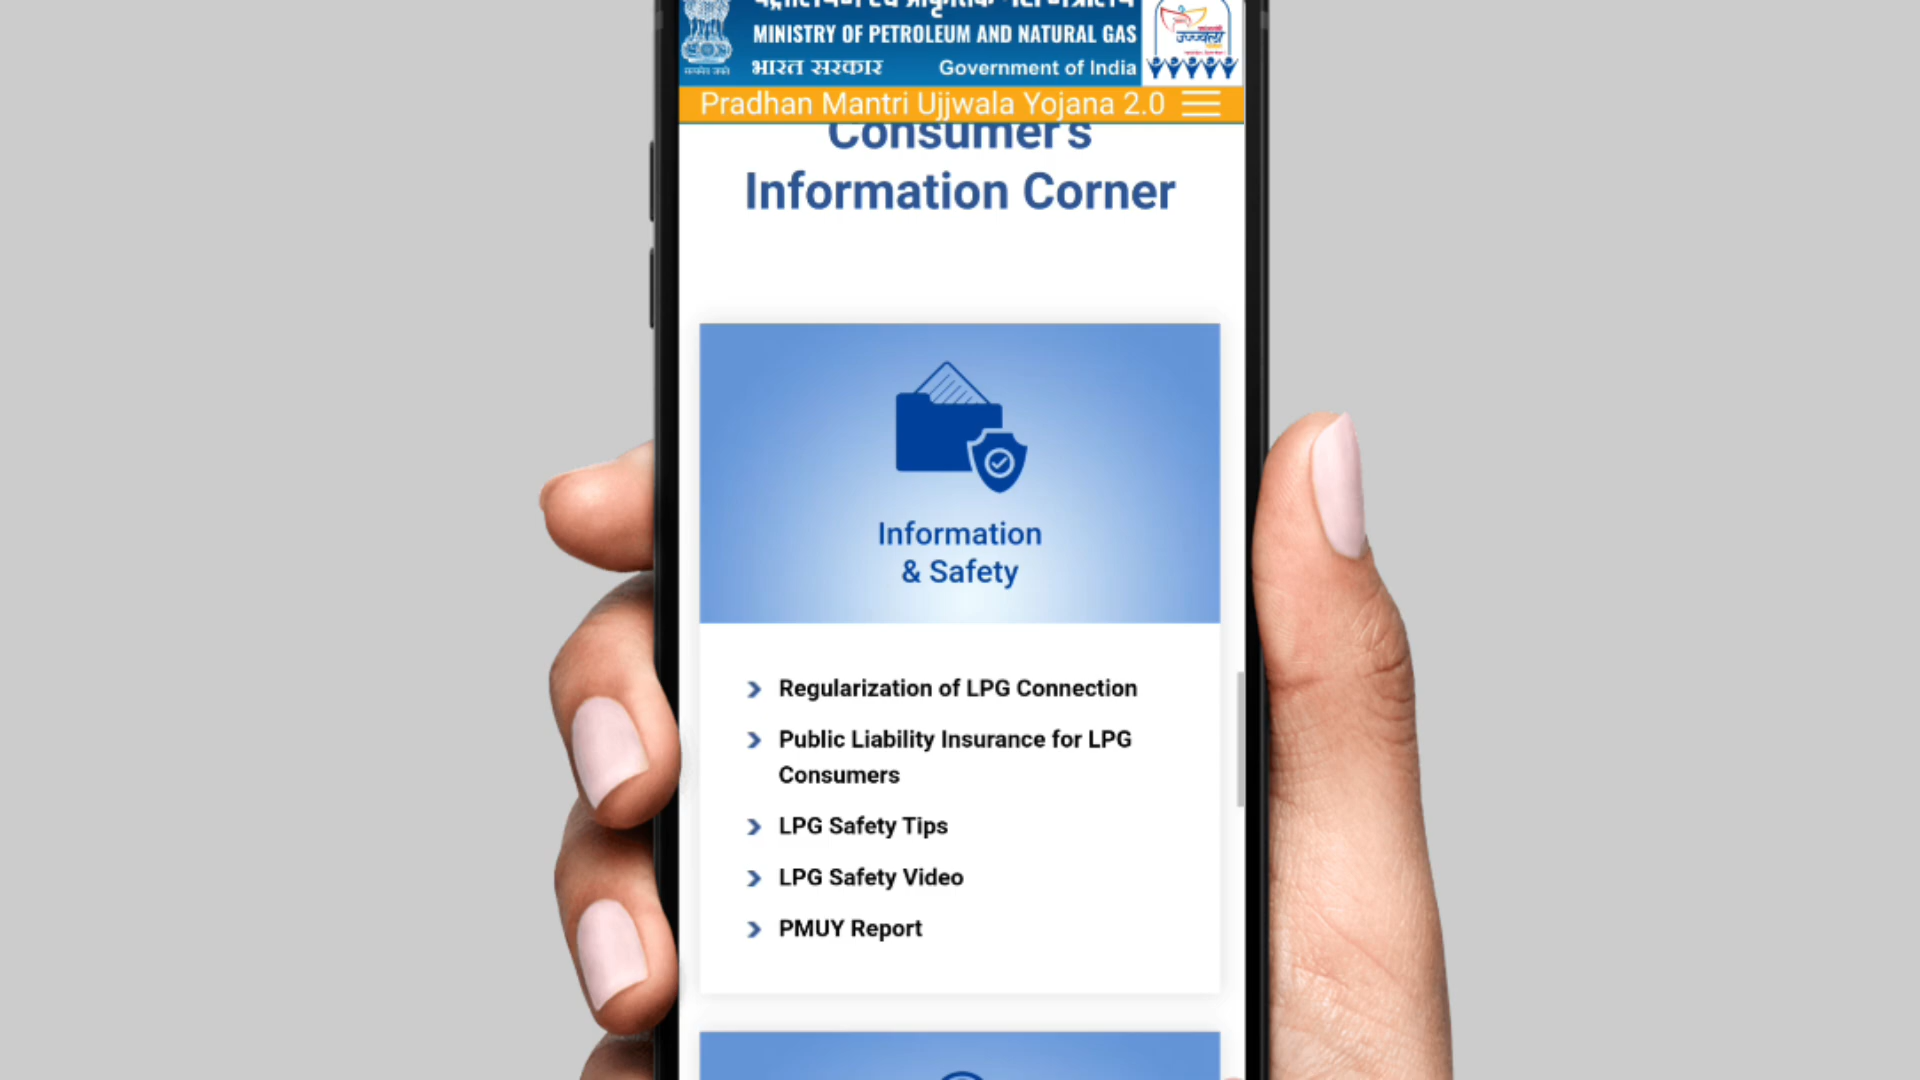 MINISTRY OF PETROLEUM AND NATURAL GAS
भारत सरकार Government of India
उज्ज्वला
Pradhan Mantri Ujjwala Yojana 2.0
Consumer's
Information Corner
Information
& Safety
Regularization of LPG Connection
Public Liability Insurance for LPG
Consumers
LPG Safety Tips
LPG Safety Video
PMUY Report